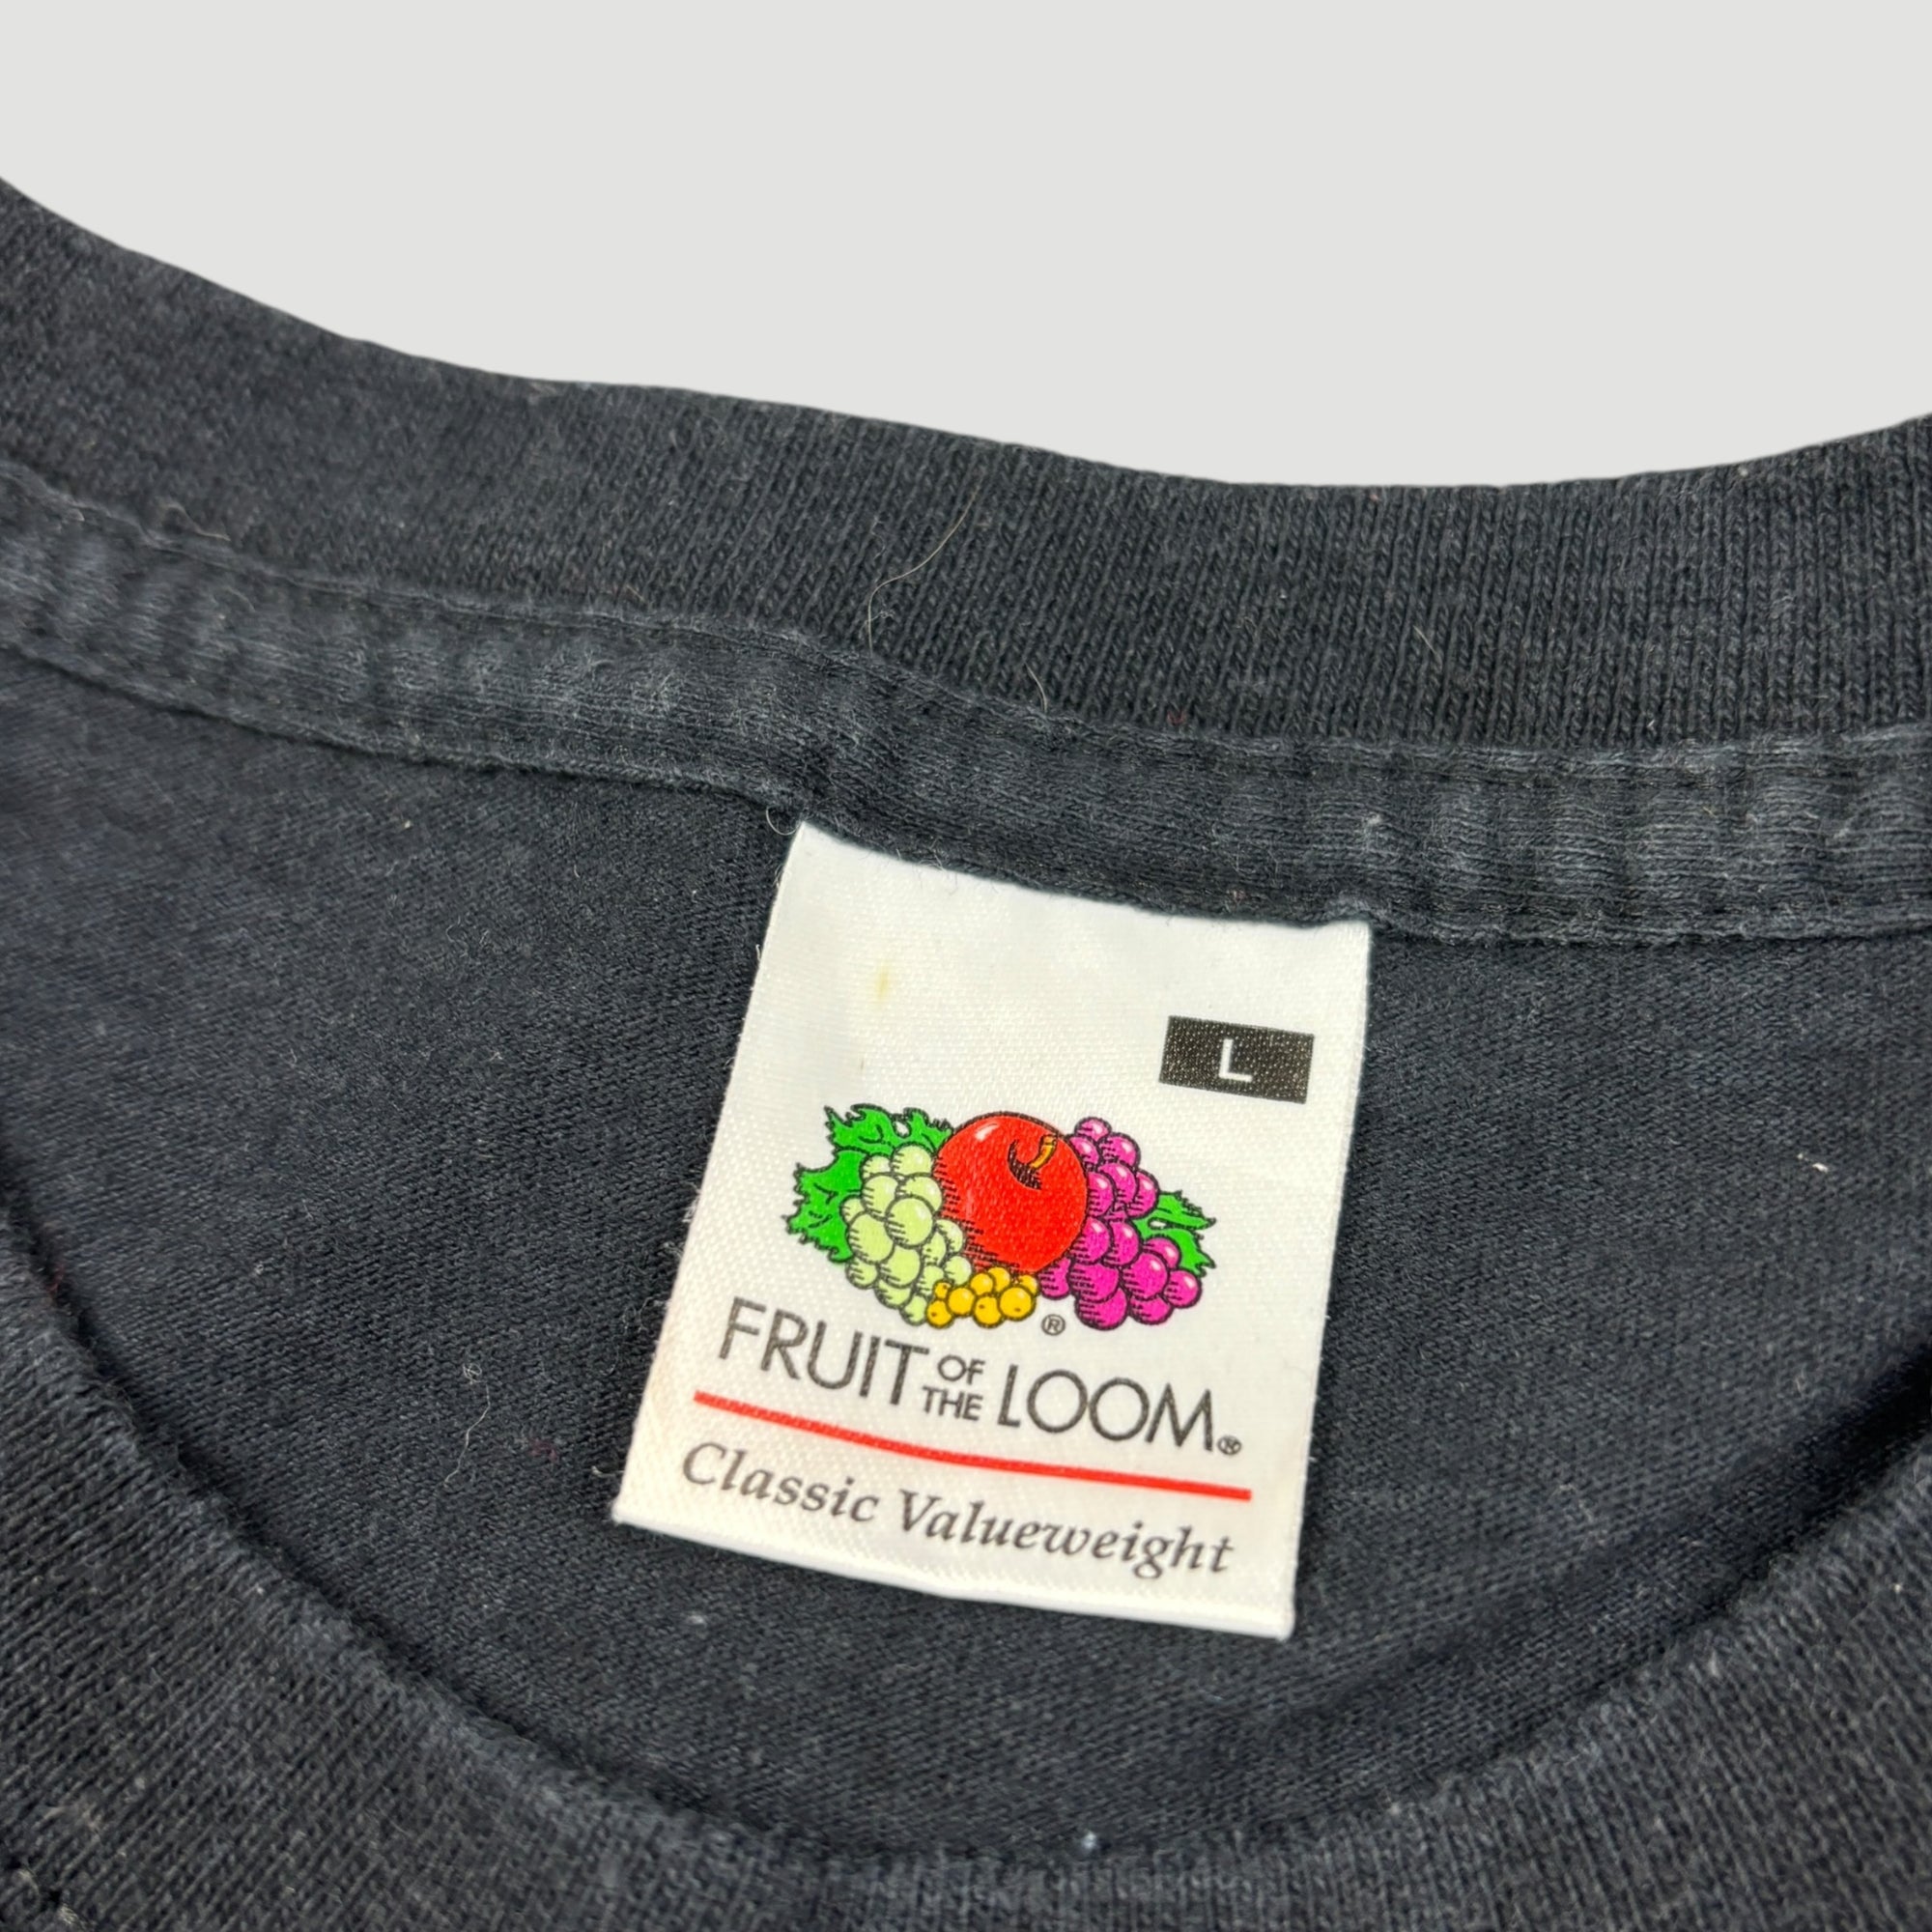 L
®
FRUIT OF THE LOOM®
Classic Valueweight